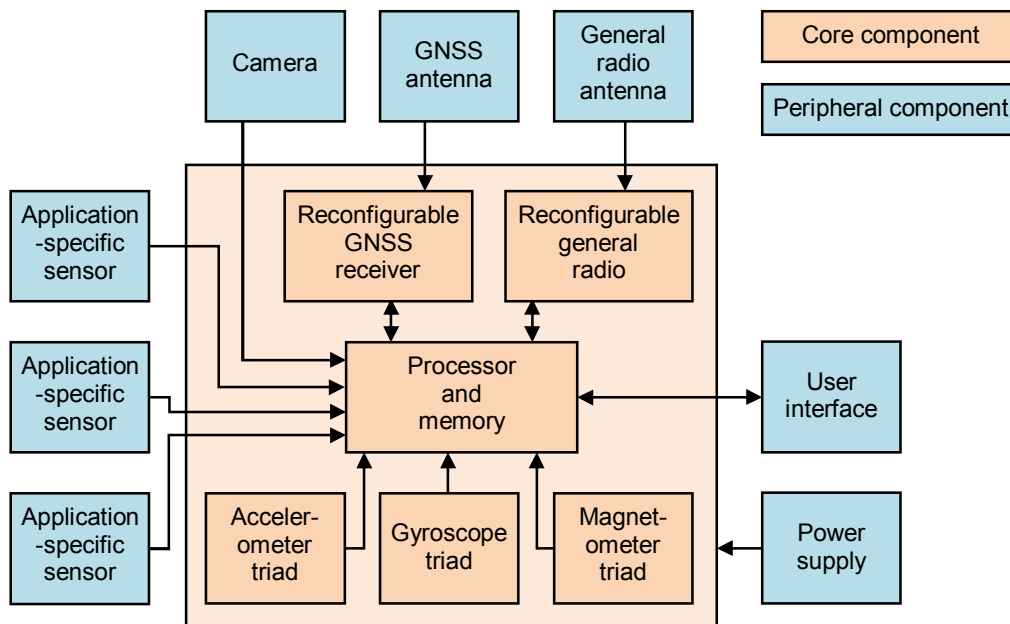 Camera
GNSS
antenna
General
radio
antenna
Core component
Peripheral component
Application
-specific
sensor
Reconfigurable
GNSS
receiver
Reconfigurable
general
radio
Application
-specific
sensor
Processor
and
memory
User
interface
Application
-specific
sensor
Acceler-
ometer
triad
Gyroscope
triad
Magnet-
ometer
triad
Power
supply